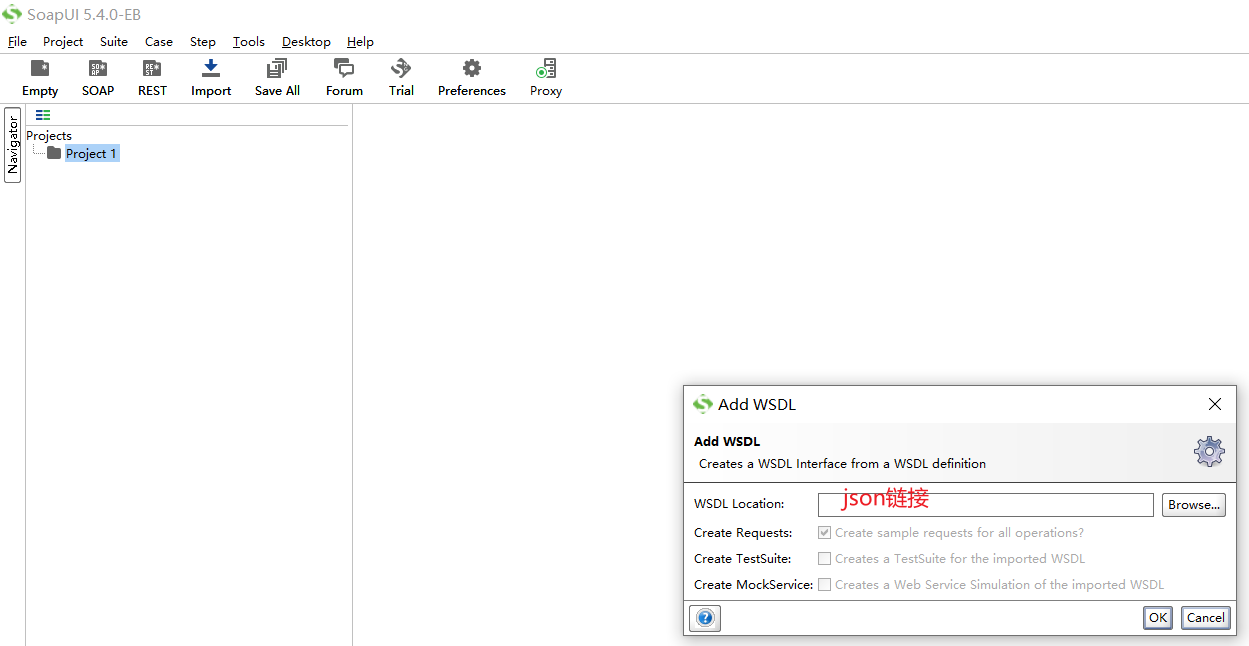 SoapUI 5.4.0-EB
File Project Suite Case Step Tools Desktop Help
Empty SOAP REST Import Save All Forum Trial Preferences Proxy
Navigator
Projects
Project 1
Add WSDL
Add WSDL
Creates a WSDL Interface from a WSDL definition
WSDL Location: json链接 Browse...
Create Requests: Create sample requests for all operations?
Create TestSuite: Creates a TestSuite for the imported WSDL
Create MockService: Creates a Web Service Simulation of the imported WSDL
? OK Cancel